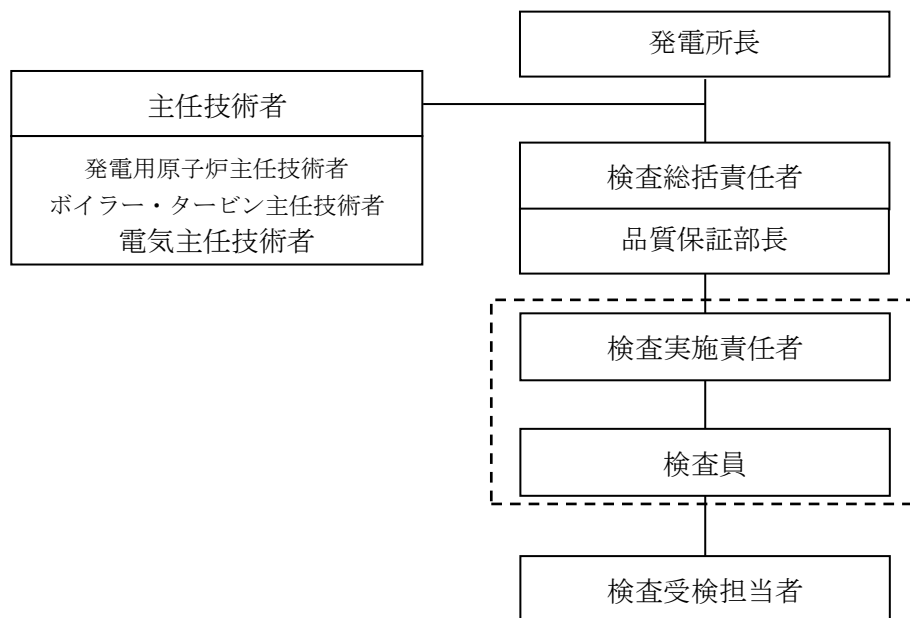 発電所長
主任技術者
発電用原子炉主任技術者
ボイラー・タービン主任技術者
電気主任技術者
検査総括責任者
品質保証部長
検査実施責任者
検査員
検査受検担当者